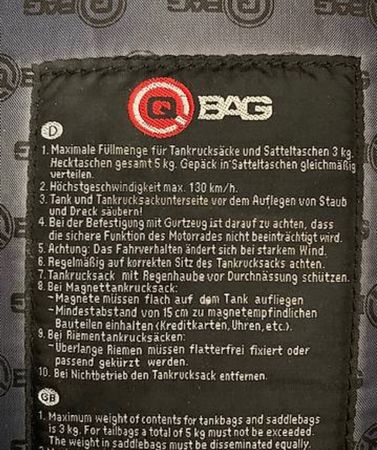 Q BAG
D
1. Maximale Füllmenge für Tankrucksäcke und Satteltaschen 3 kg.
Hecktaschen gesamt 5 kg. Gepäck in Satteltaschen gleichmäßig
verteilen.
2. Höchstgeschwindigkeit max. 130 km/h.
3. Tank und Tankrucksackunterseite vor dem Auflegen von Staub
und Dreck säubern!
4. Bei der Befestigung mit Gurtzeug ist darauf zu achten, dass
die sichere Funktion des Motorrades nicht beeinträchtigt wird.
5. Achtung. Das Fahrverhalten ändert sich bei starkem Wind.
6. Regelmäßig auf korrekten Sitz des Tankrucksacks achten.
7. Tankrucksack mit Regenhaube vor Durchnässung schützen.
8. Bei Magnettankrucksack:
- Magnete müssen flach auf dem Tank aufliegen
- Mindestabstand von 15 cm zu magnetempfindlichen
Bauteilen einhalten (Kreditkarten, Uhren, etc.).
9. Bei Riementankrucksäcken:
- Überlange Riemen müssen flatterfrei fixiert oder
passend gekürzt werden.
10. Bei Nichtbetrieb den Tankrucksack entfernen.
GB
1. Maximum weight of contents for tankbags and saddlebags
is 3 kg. For tailbags a total of 5 kg must not be exceeded.
The weight in saddlebags must be disseminated equally.